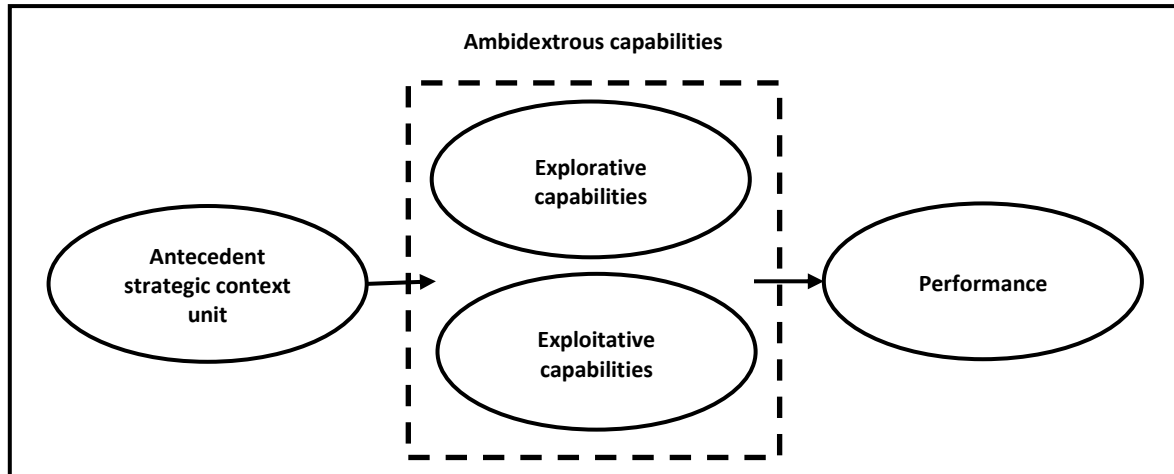 Ambidextrous capabilities
Explorative
capabilities
Antecedent
strategic context
unit
Performance
Exploitative
capabilities